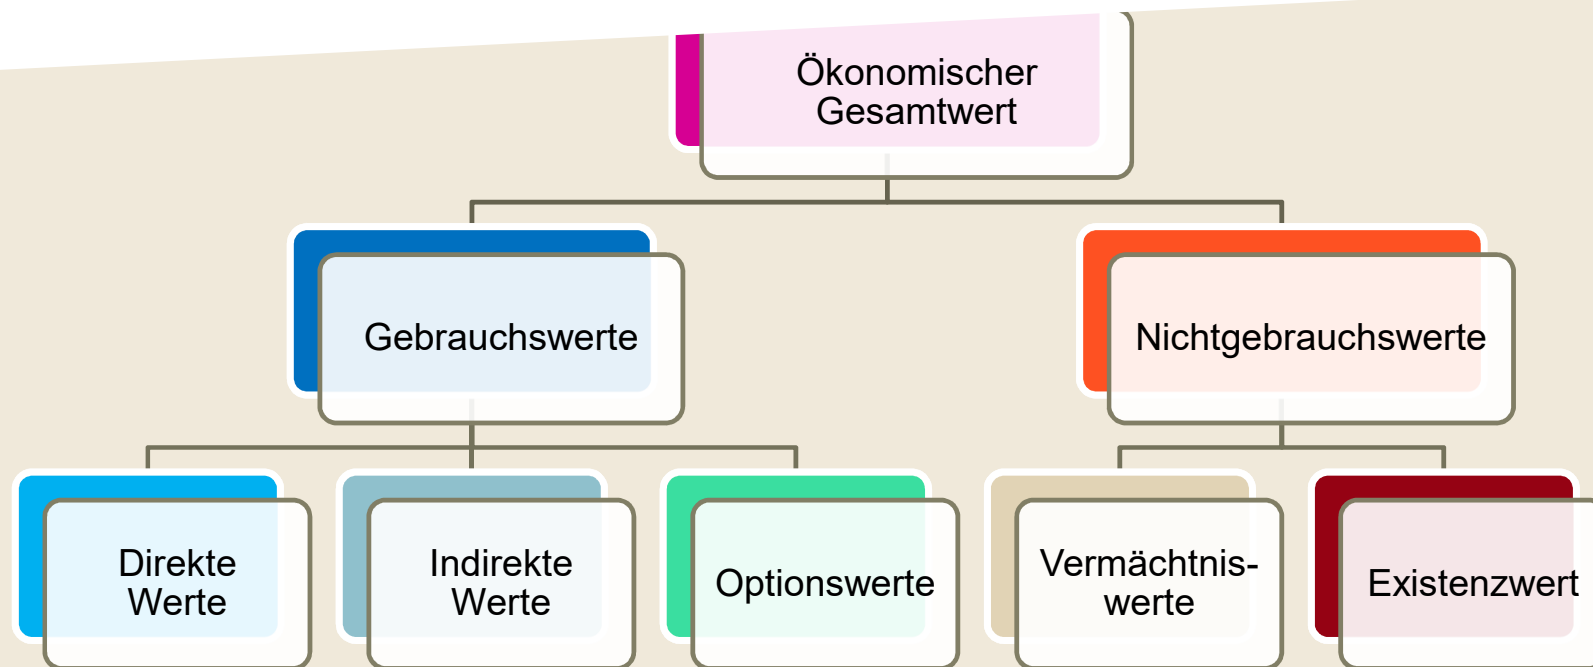 Ökonomischer
Gesamtwert
Gebrauchswerte
Nichtgebrauchswerte
Direkte
Werte
Indirekte
Werte
Optionswerte
Vermächtnis-
werte
Existenzwert